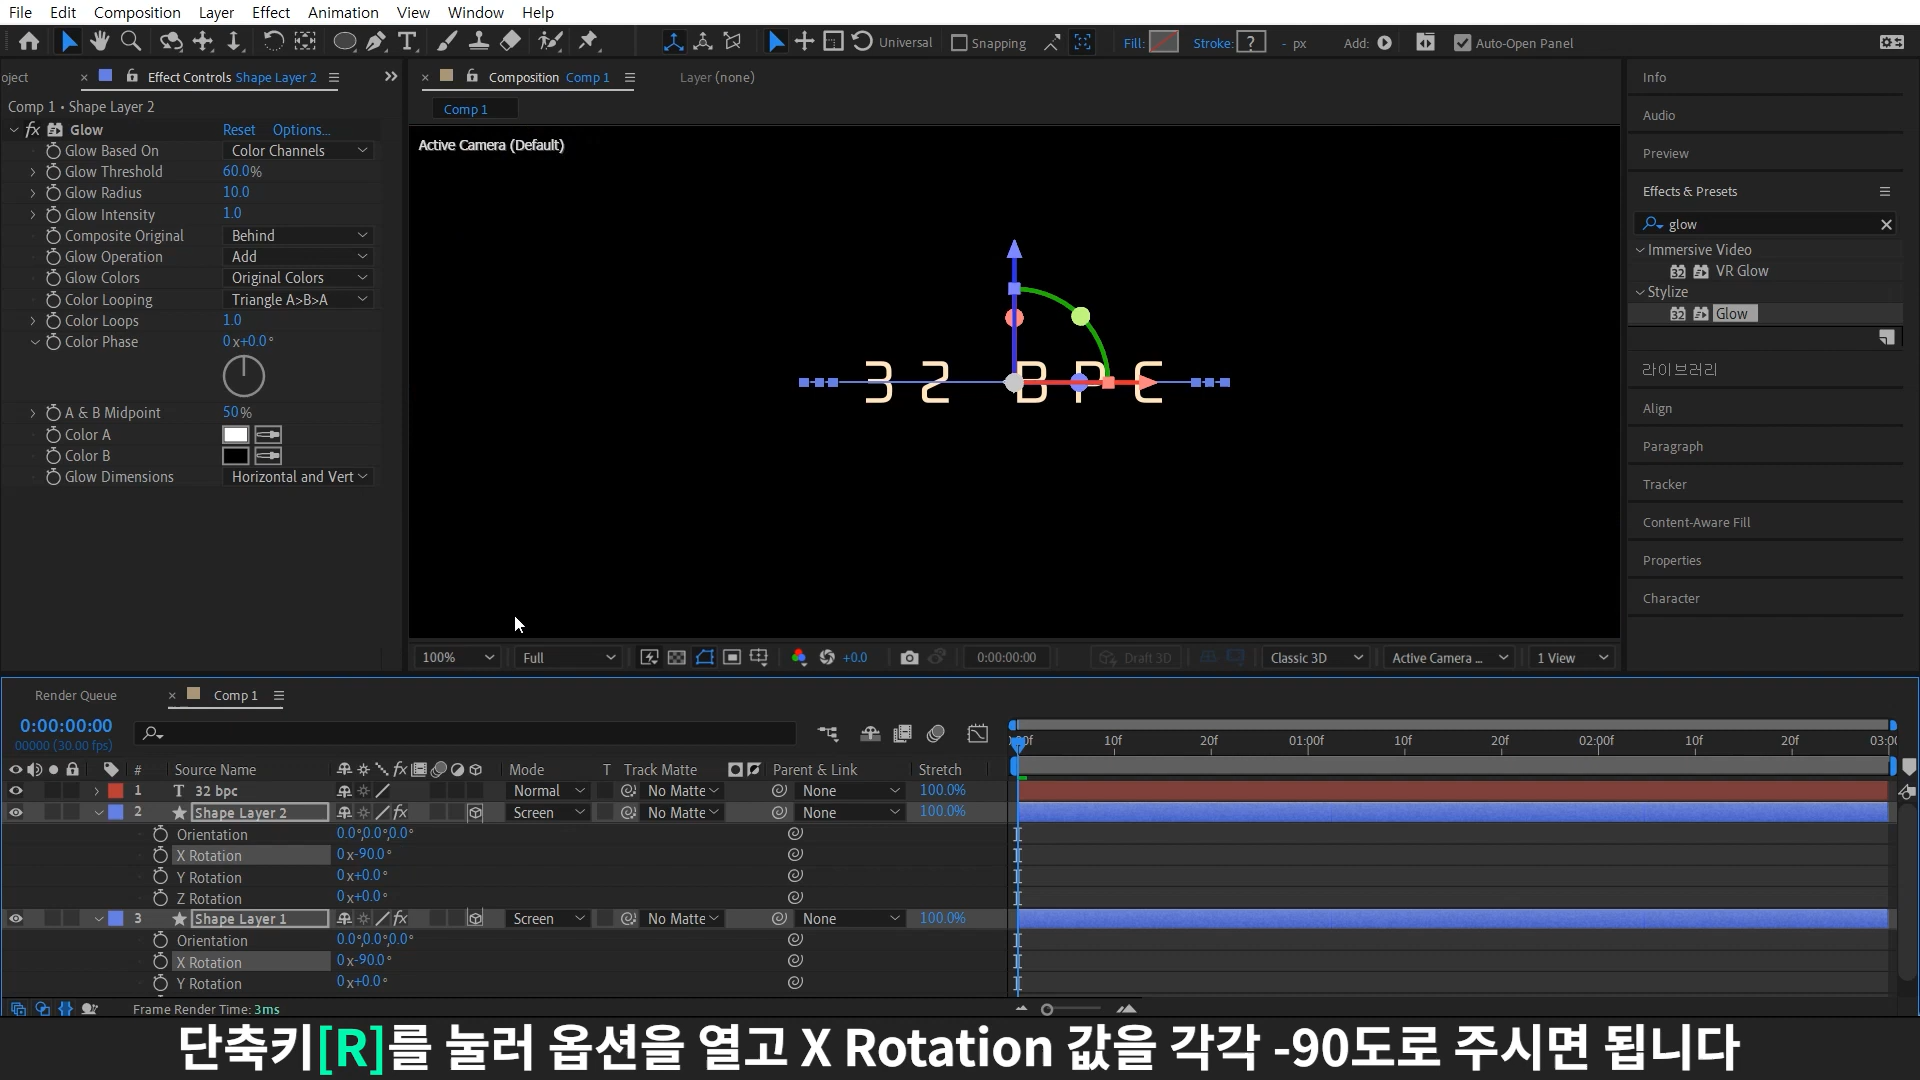 File Edit Composition Layer Effect Animation View Window Help
Universal Snapping Fill: Stroke: ? - px Add: Auto-Open Panel
oject × Effect Controls Shape Layer 2
Comp 1 • Shape Layer 2
fx Glow Reset Options...
Glow Based On Color Channels
Glow Threshold 60.0%
Glow Radius 10.0
Glow Intensity 1.0
Composite Original Behind
Glow Operation Add
Glow Colors Original Colors
Color Looping Triangle A>B>A
Color Loops 1.0
Color Phase 0x+0.0°
A & B Midpoint 50%
Color A
Color B
Glow Dimensions Horizontal and Vert
× Composition Comp 1 Layer (none)
Comp 1
Active Camera (Default)
32 BPC
100% Full +0.0 0:00:00:00 Draft 3D Classic 3D Active Camera ... 1 View
Info
Audio
Preview
Effects & Presets
glow
Immersive Video
32 VR Glow
Stylize
32 Glow
라이브러리
Align
Paragraph
Tracker
Content-Aware Fill
Properties
Character
Render Queue × Comp 1
0:00:00:00
00000 (30.00 fps)
10f 20f 01:00f 10f 20f 02:00f 10f 20f 03:00
# Source Name fx Mode T Track Matte Parent & Link Stretch
1 T 32 bpc Normal No Matte None 100.0%
2 Shape Layer 2 fx Screen No Matte None 100.0%
Orientation 0.0°,0.0°,0.0°
X Rotation 0x-90.0°
Y Rotation 0x+0.0°
Z Rotation 0x+0.0°
3 Shape Layer 1 fx Screen No Matte None 100.0%
Orientation 0.0°,0.0°,0.0°
X Rotation 0x-90.0°
Y Rotation 0x+0.0°
Frame Render Time: 3ms
단축키[R]를 눌러 옵션을 열고 X Rotation 값을 각각 -90도로 주시면 됩니다